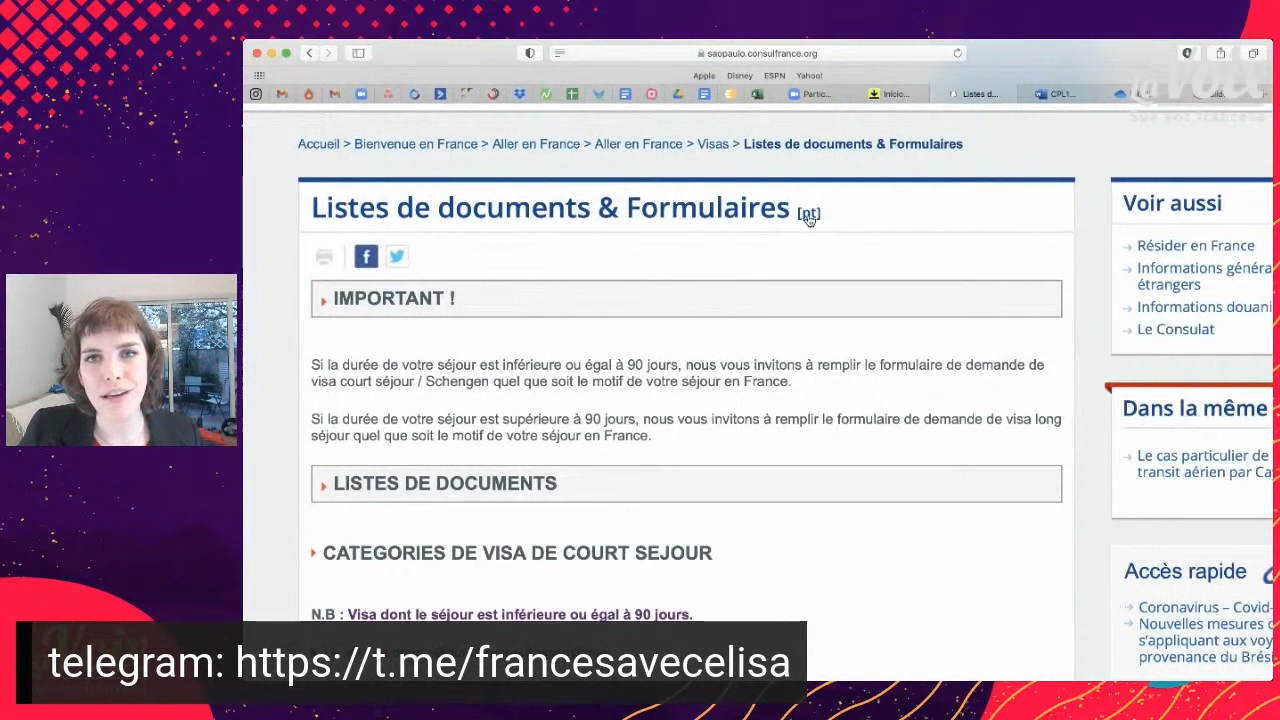 saopaulo.consulfrance.org
Apple Disney ESPN Yahoo!
Partic... Início... Listes d... CPL1...
Accueil > Bienvenue en France > Aller en France > Aller en France > Visas > Listes de documents & Formulaires
Listes de documents & Formulaires [pt]
IMPORTANT !
Si la durée de votre séjour est inférieure ou égal à 90 jours, nous vous invitons à remplir le formulaire de demande de
visa court séjour / Schengen quel que soit le motif de votre séjour en France.
Si la durée de votre séjour est supérieure à 90 jours, nous vous invitons à remplir le formulaire de demande de visa long
séjour quel que soit le motif de votre séjour en France.
LISTES DE DOCUMENTS
CATEGORIES DE VISA DE COURT SEJOUR
N.B : Visa dont le séjour est inférieure ou égal à 90 jours.
Voir aussi
Résider en France
Informations généra
étrangers
Informations douani
Le Consulat
Dans la même
Le cas particulier de
transit aérien par Ca
Accès rapide
Coronavirus – Covid-
Nouvelles mesures
s'appliquant aux voy
provenance du Brés
telegram: https://t.me/francesavecelisa